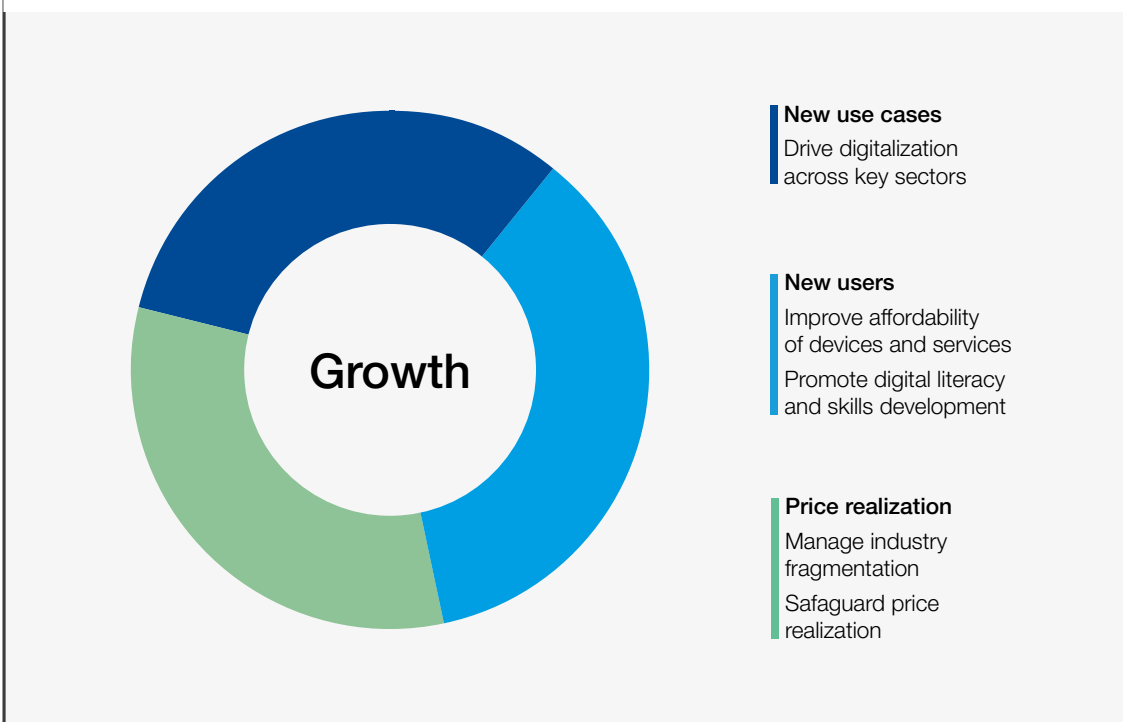 New use cases
Drive digitalization
across key sectors
Growth
New users
Improve affordability
of devices and services
Promote digital literacy
and skills development
Price realization
Manage industry
fragmentation
Safaguard price
realization